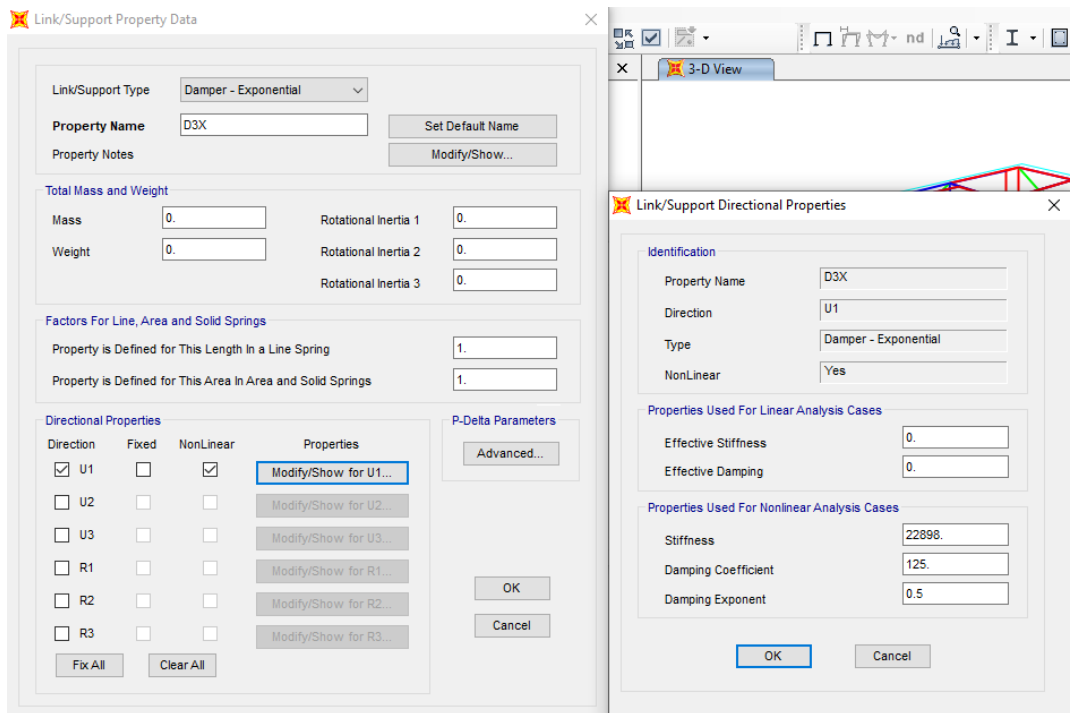 Link/Support Property Data
Link/Support Type Damper - Exponential
Property Name D3X Set Default Name
Property Notes Modify/Show...
Total Mass and Weight
Mass 0. Rotational Inertia 1 0.
Weight 0. Rotational Inertia 2 0.
Rotational Inertia 3 0.
Factors For Line, Area and Solid Springs
Property is Defined for This Length In a Line Spring 1.
Property is Defined for This Area In Area and Solid Springs 1.
Directional Properties
Direction Fixed NonLinear Properties
U1 Modify/Show for U1...
U2 Modify/Show for U2...
U3 Modify/Show for U3...
R1 Modify/Show for R1...
R2 Modify/Show for R2...
R3 Modify/Show for R3...
Fix All Clear All
P-Delta Parameters
Advanced...
OK
Cancel
nd
3-D View
Link/Support Directional Properties
Identification
Property Name D3X
Direction U1
Type Damper - Exponential
NonLinear Yes
Properties Used For Linear Analysis Cases
Effective Stiffness 0.
Effective Damping 0.
Properties Used For Nonlinear Analysis Cases
Stiffness 22898.
Damping Coefficient 125.
Damping Exponent 0.5
OK Cancel